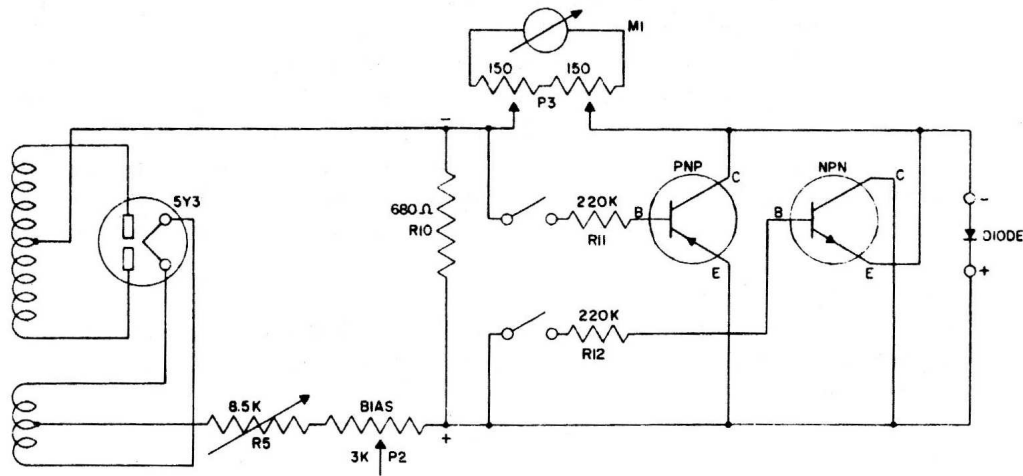 M1
150 150
P3
−
PNP NPN
C C
5Y3
680Ω
R10
220K
R11
B
B
−
DIODE
E
E
+
220K
R12
8.5K
R5
BIAS
3K P2
+